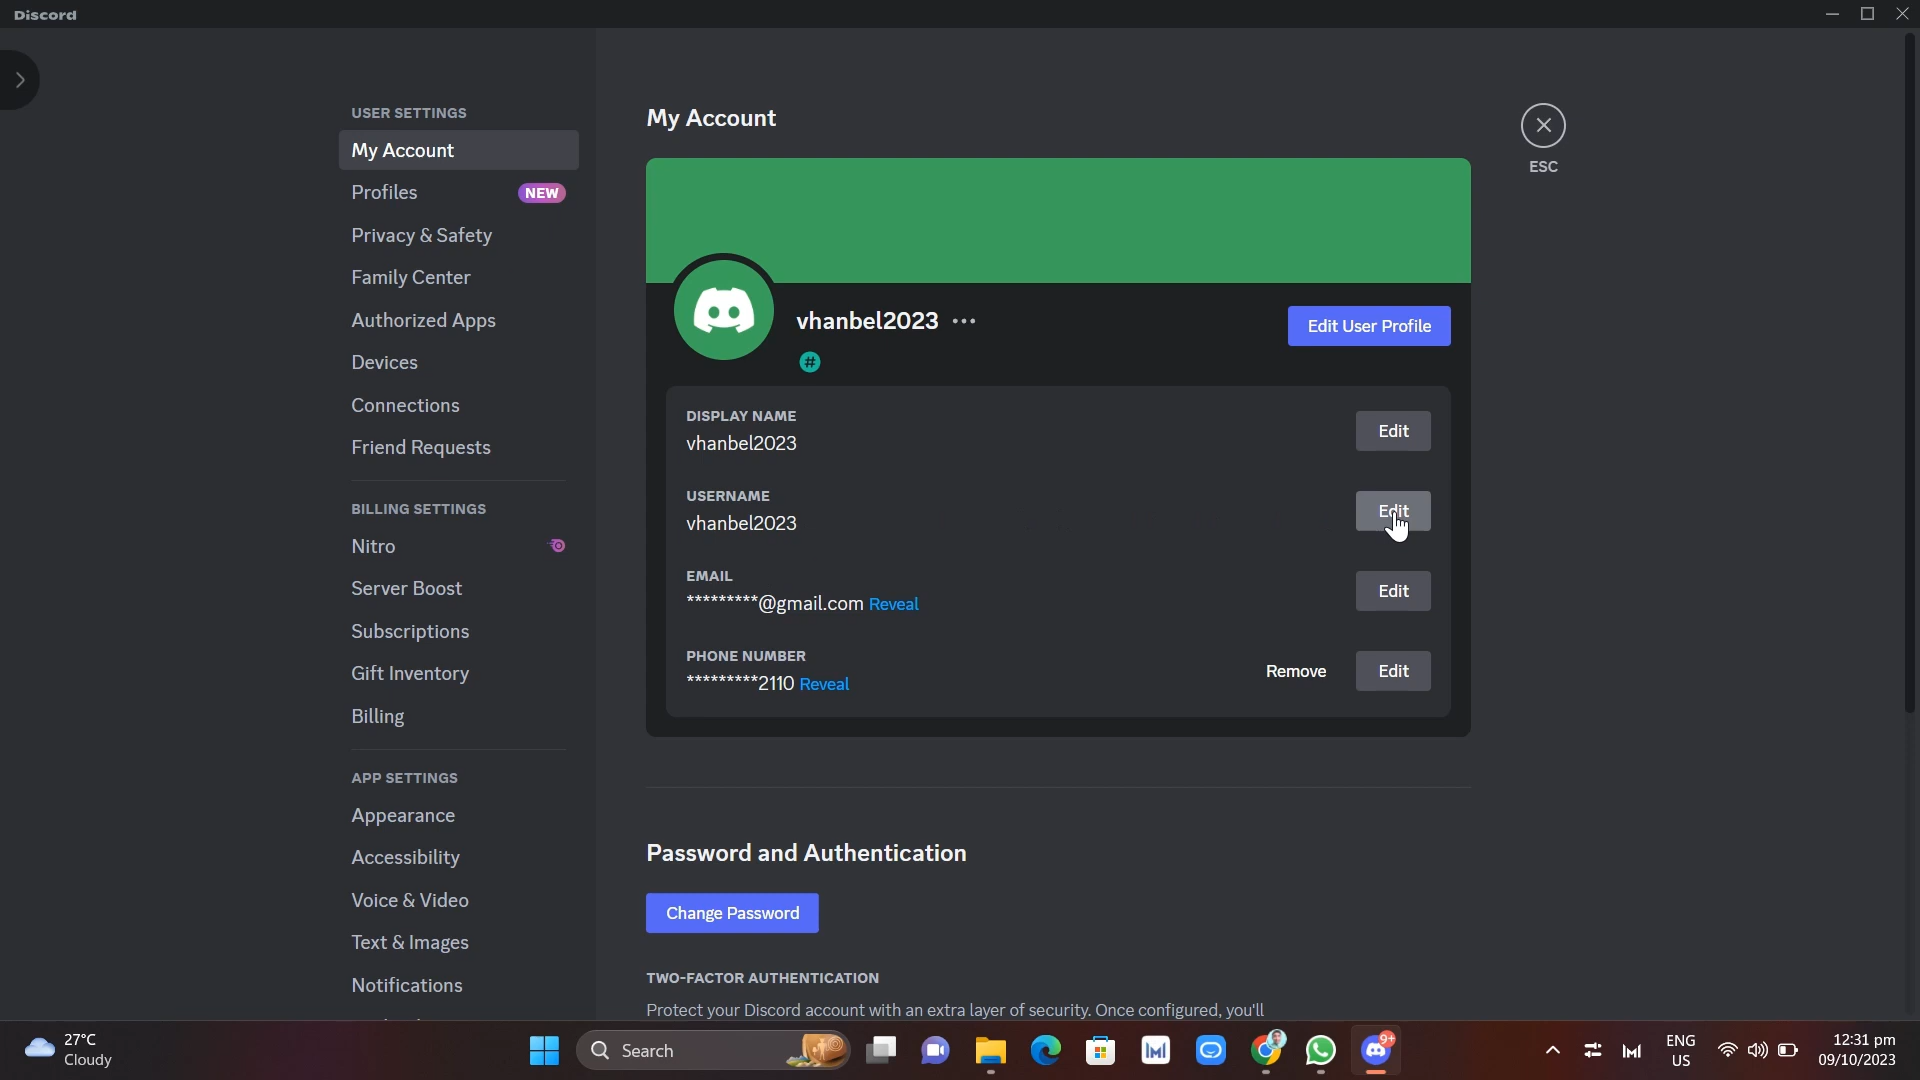 Discord
USER SETTINGS
My Account
Profiles NEW
Privacy & Safety
Family Center
Authorized Apps
Devices
Connections
Friend Requests
BILLING SETTINGS
Nitro
Server Boost
Subscriptions
Gift Inventory
Billing
APP SETTINGS
Appearance
Accessibility
Voice & Video
Text & Images
Notifications
My Account
ESC
vhanbel2023 •••
#
Edit User Profile
DISPLAY NAME
vhanbel2023
Edit
USERNAME
vhanbel2023
Edit
EMAIL
*********@gmail.com Reveal
Edit
PHONE NUMBER
*********2110 Reveal
Remove Edit
Password and Authentication
Change Password
TWO-FACTOR AUTHENTICATION
Protect your Discord account with an extra layer of security. Once configured, you'll
27°C
Cloudy
Search
9+
ENG
US
12:31 pm
09/10/2023